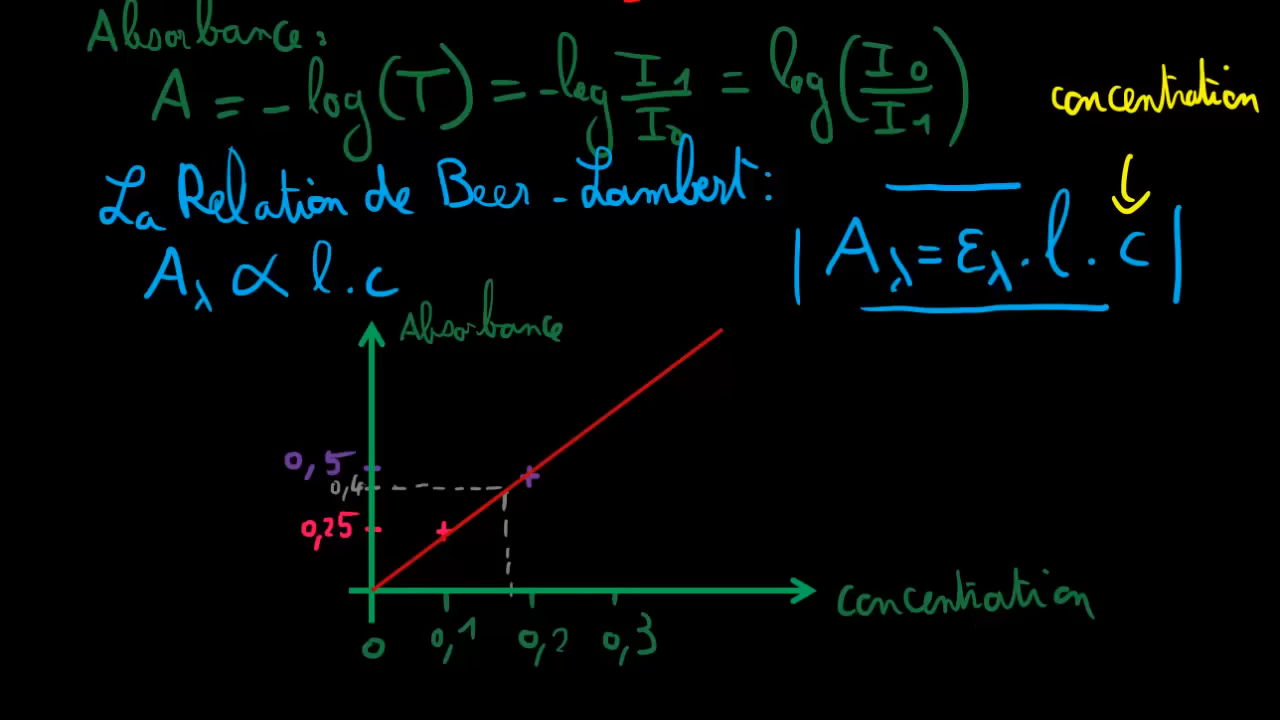 Absorbance:
A = - log(T) = -log I1/I0 = log(I0/I1)
concentration
La Relation de Beer - Lambert:
Aλ ∝ l.c
|Aλ = ελ . l . c|
Absorbance
0,5
0,4
0,25
concentration
0 0,1 0,2 0,3